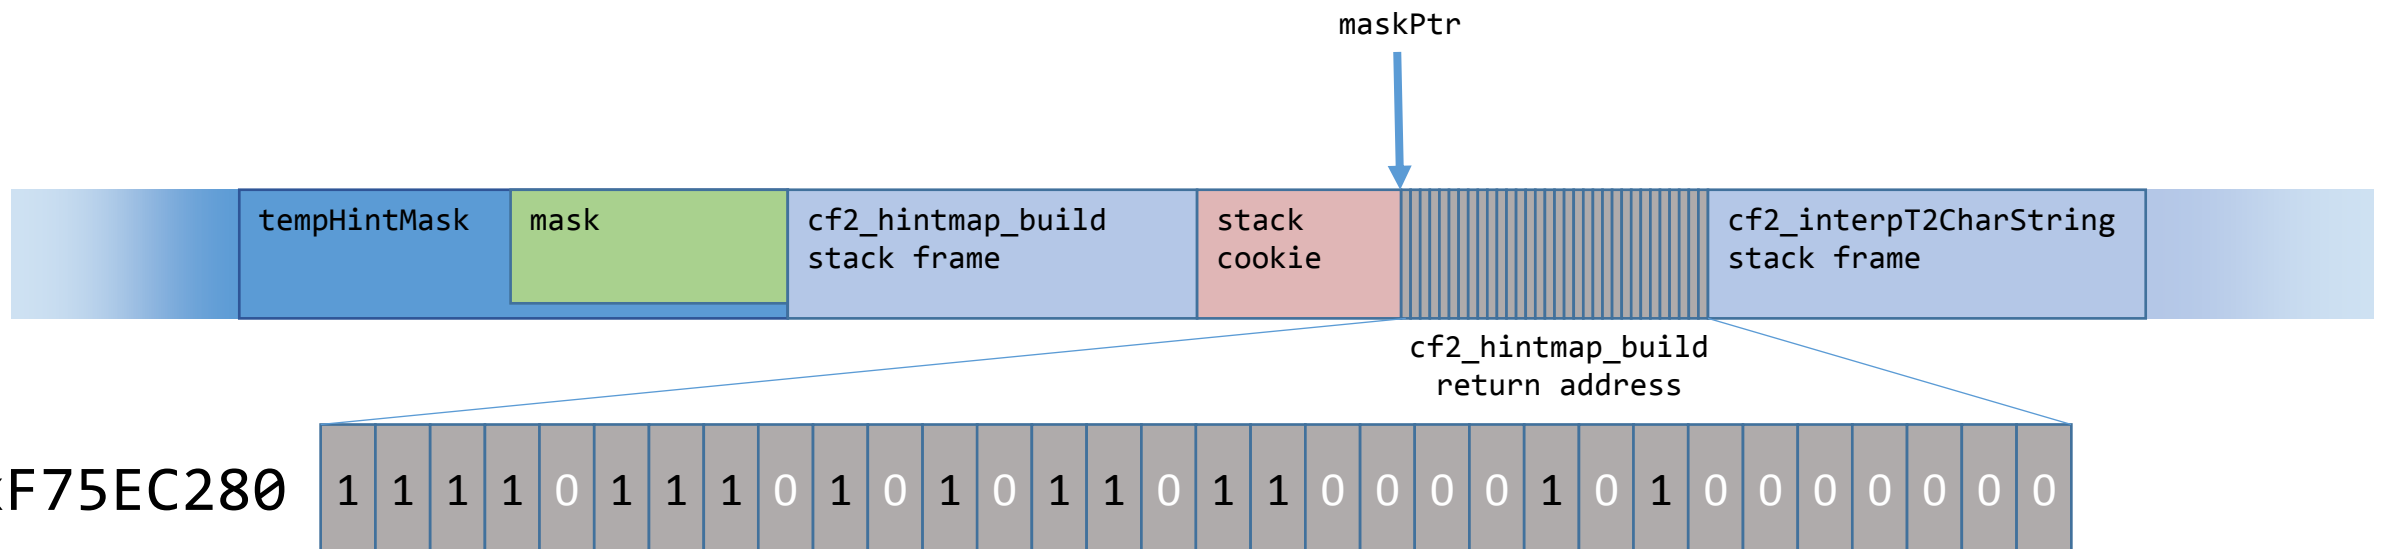 maskPtr
tempHintMask
mask
cf2_hintmap_build
stack frame
stack
cookie
cf2_interpT2CharString
stack frame
cf2_hintmap_build
return address
xF75EC280 1 1 1 1 0 1 1 1 0 1 0 1 0 1 1 0 1 1 0 0 0 0 1 0 1 0 0 0 0 0 0 0